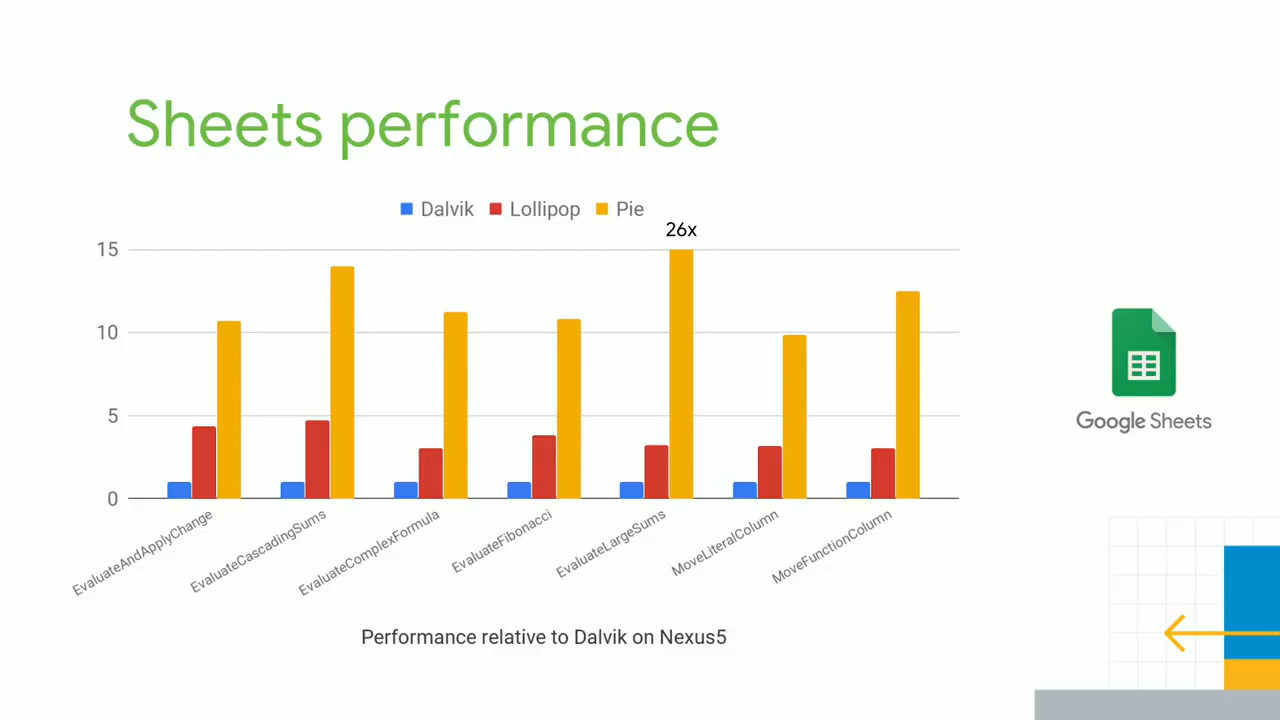 Sheets performance
Dalvik Lollipop Pie
26x
15
10
5
0
EvaluateAndApplyChange
EvaluateCascadingSums
EvaluateComplexFormula
EvaluateFibonacci
EvaluateLargeSums
MoveLiteralColumn
MoveFunctionColumn
Performance relative to Dalvik on Nexus5
Google Sheets